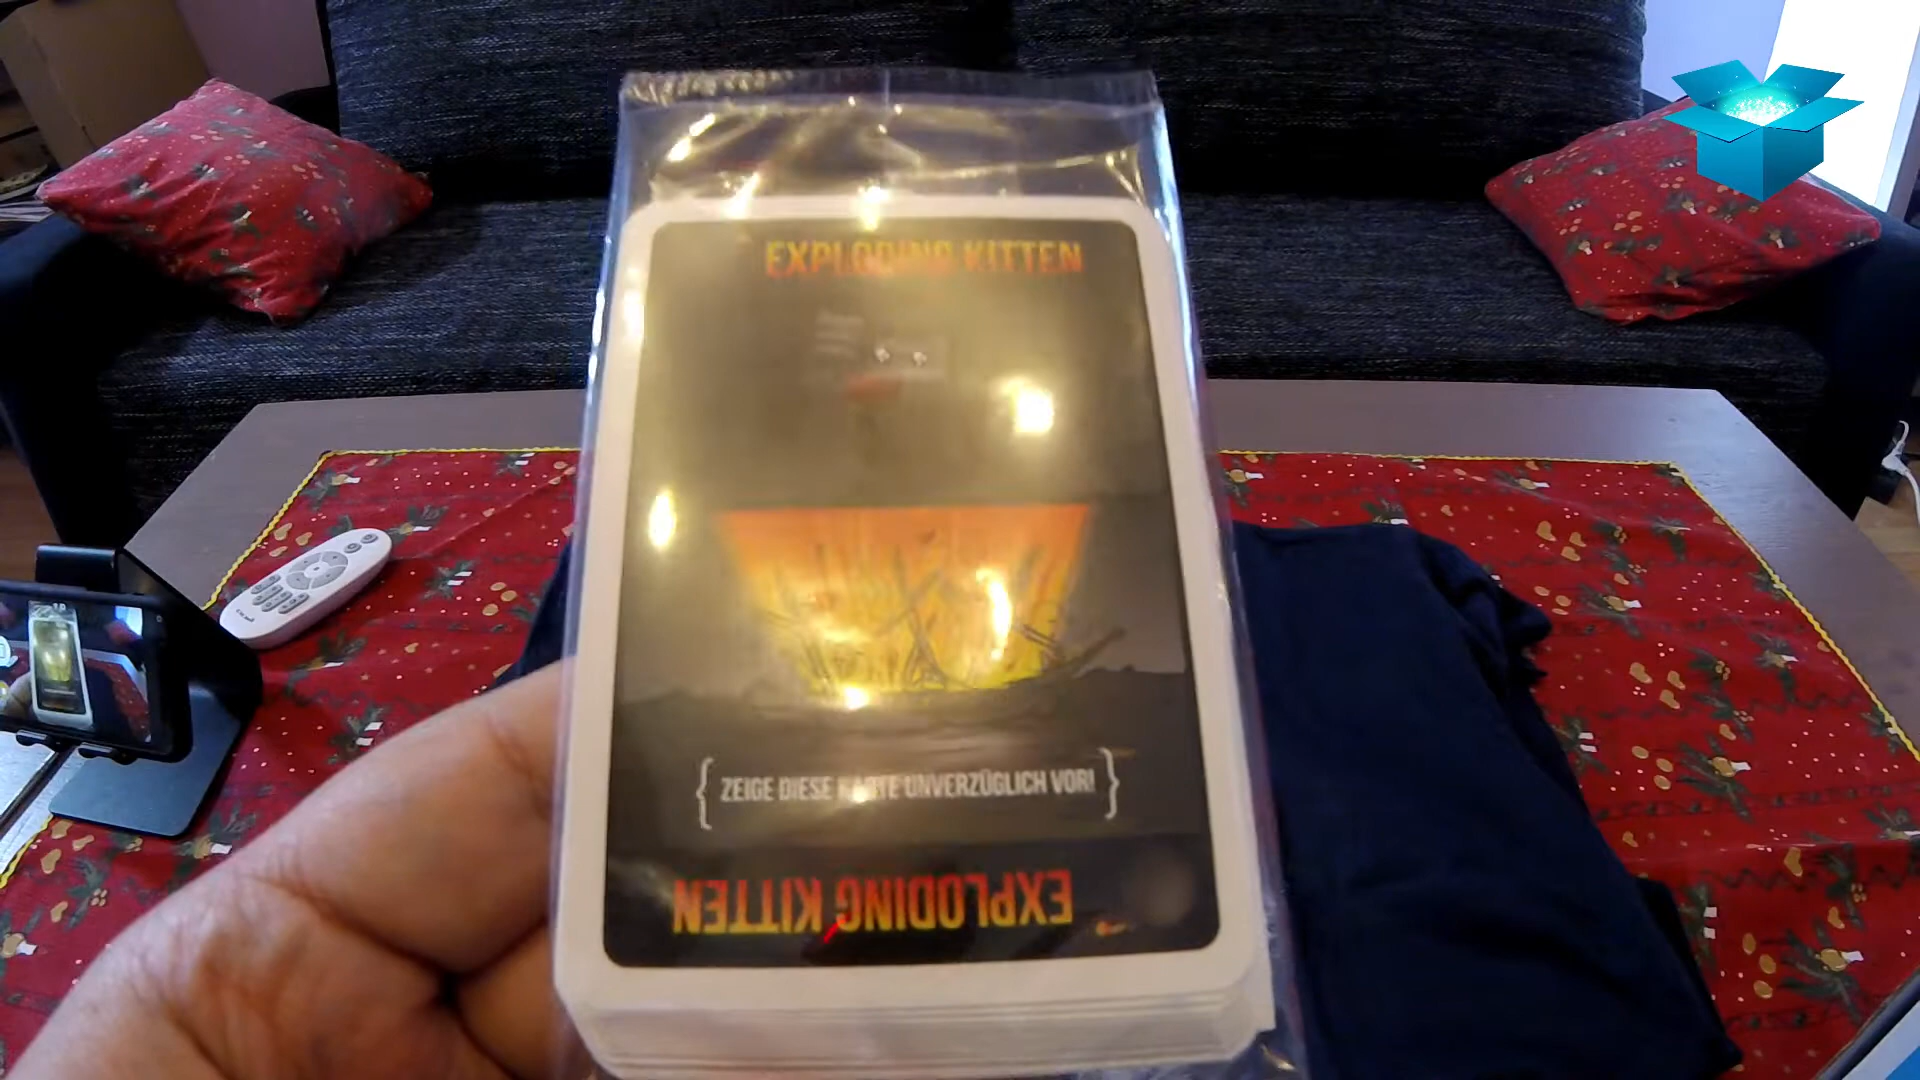 EXPLODING KITTEN
{ ZEIGE DIESE KARTE UNVERZÜGLICH VOR! }
EXPLODING KITTEN